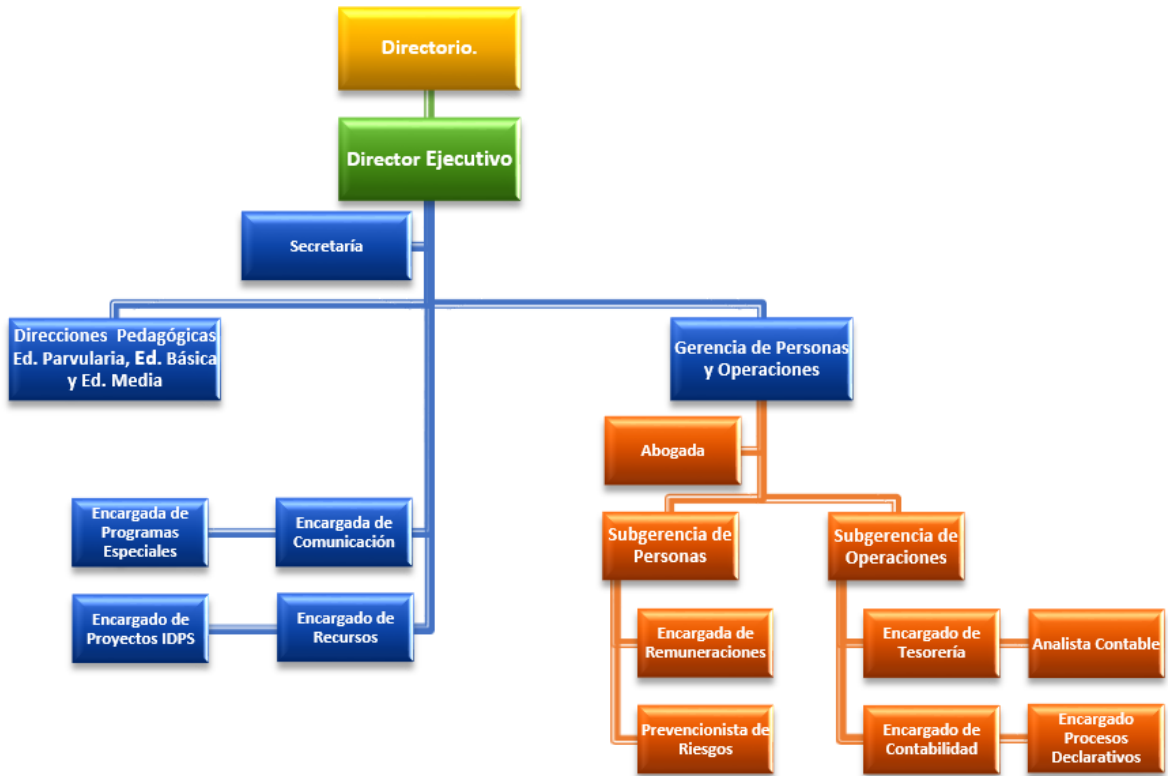 Directorio.
Director Ejecutivo
Secretaría
Direcciones Pedagógicas
Ed. Parvularia, Ed. Básica
y Ed. Media
Gerencia de Personas
y Operaciones
Abogada
Encargada de
Programas
Especiales
Encargada de
Comunicación
Subgerencia de
Personas
Subgerencia de
Operaciones
Encargado de
Proyectos IDPS
Encargado de
Recursos
Encargada de
Remuneraciones
Encargado de
Tesorería
Analista Contable
Prevencionista de
Riesgos
Encargado de
Contabilidad
Encargado
Procesos
Declarativos